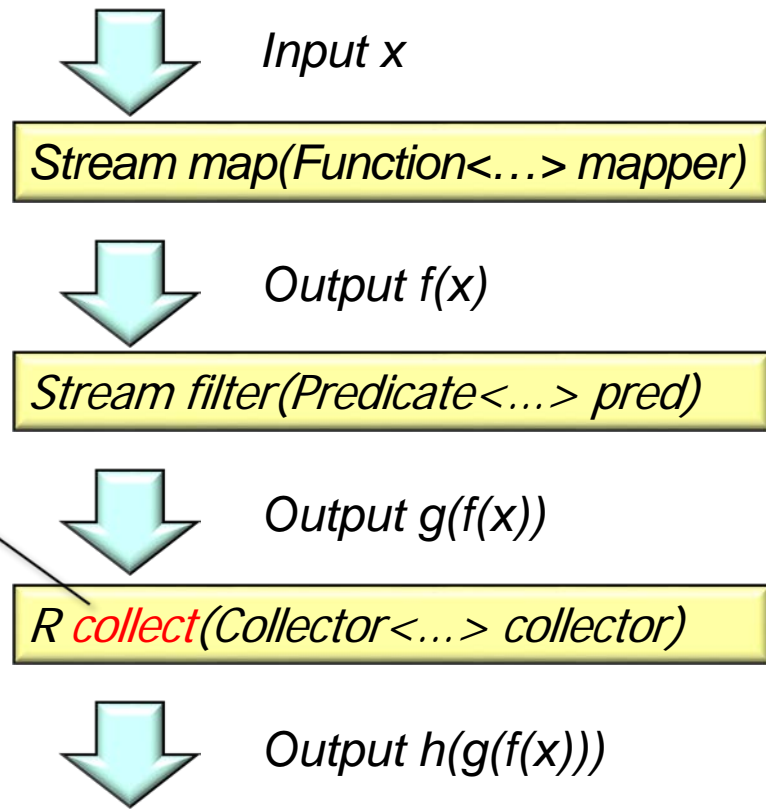 Input x
Stream map(Function<…> mapper)
Output f(x)
Stream filter(Predicate<…> pred)
Output g(f(x))
R collect(Collector<…> collector)
Output h(g(f(x)))